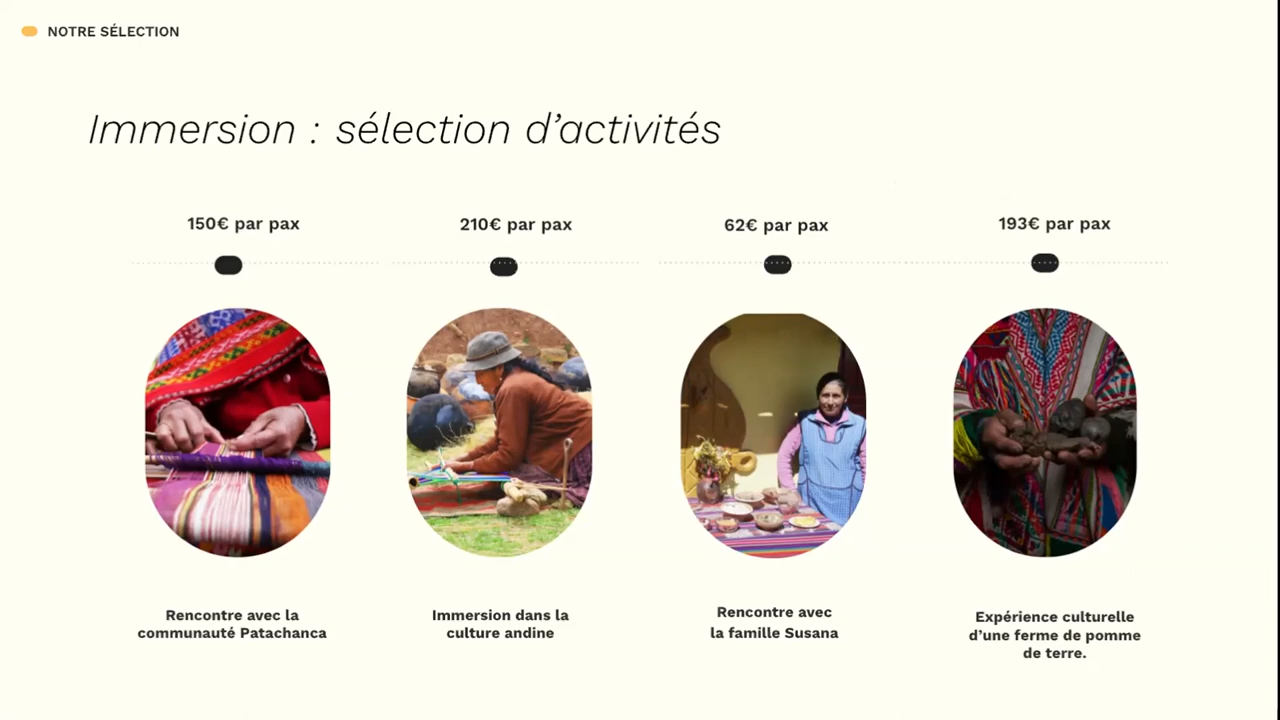 NOTRE SÉLECTION
Immersion : sélection d’activités
150€ par pax
210€ par pax
62€ par pax
193€ par pax
Rencontre avec la
communauté Patachanca
Immersion dans la
culture andine
Rencontre avec
la famille Susana
Expérience culturelle
d’une ferme de pomme
de terre.